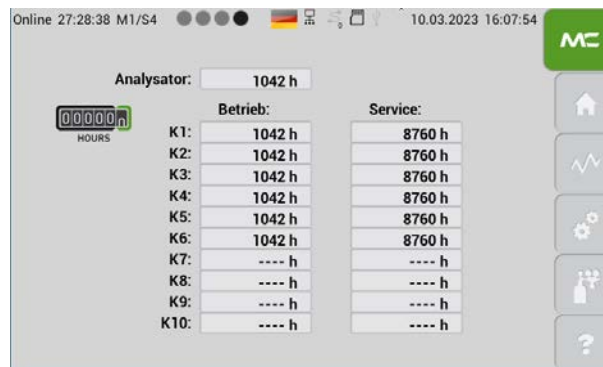 Online 27:28:38 M1/S4 10.03.2023 16:07:54
MC
Analysator: 1042 h
Betrieb: Service:
00000n
HOURS
K1: 1042 h 8760 h
K2: 1042 h 8760 h
K3: 1042 h 8760 h
K4: 1042 h 8760 h
K5: 1042 h 8760 h
K6: 1042 h 8760 h
K7: ---- h ---- h
K8: ---- h ---- h
K9: ---- h ---- h
K10: ---- h ---- h
?